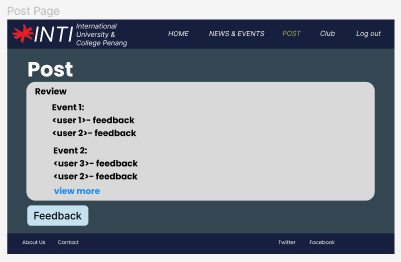 Post Page
INTI International
University &
College Penang
HOME NEWS & EVENTS POST Club Log out
Post
Review
Event 1:
<user 1>- feedback
<user 2>- feedback
Event 2:
<user 3>- feedback
<user 2>- feedback
view more
Feedback
About Us Contact Twitter Facebook